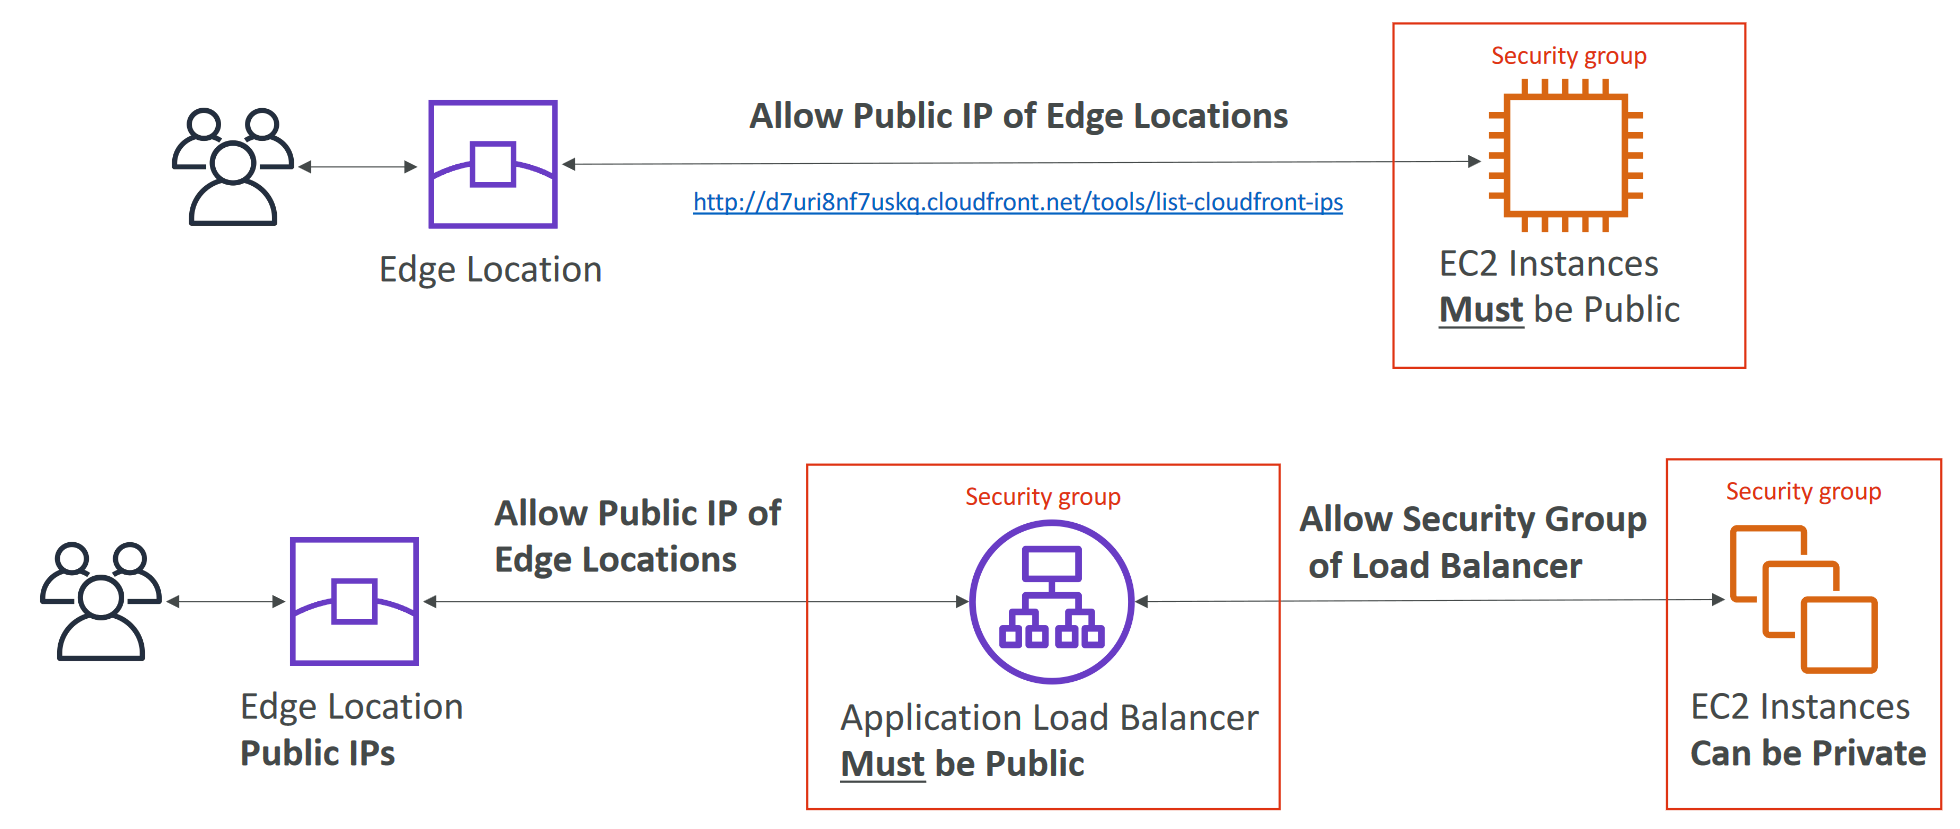 Security group
Allow Public IP of Edge Locations
http://d7uri8nf7uskq.cloudfront.net/tools/list-cloudfront-ips
Edge Location
EC2 Instances
Must be Public
Allow Public IP of
Edge Locations
Security group
Allow Security Group
of Load Balancer
Security group
Edge Location
Public IPs
Application Load Balancer
Must be Public
EC2 Instances
Can be Private